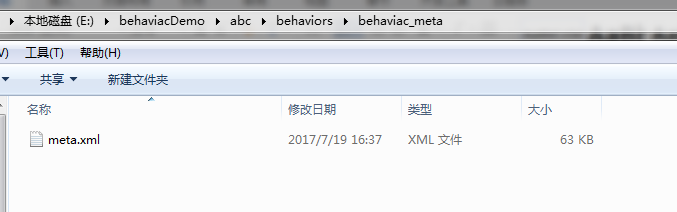 本地磁盘 (E:) ▸ behaviacDemo ▸ abc ▸ behaviors ▸ behaviac_meta
V) 工具(T) 帮助(H)
共享 ▼ 新建文件夹
名称 修改日期 类型 大小
meta.xml 2017/7/19 16:37 XML 文件 63 KB